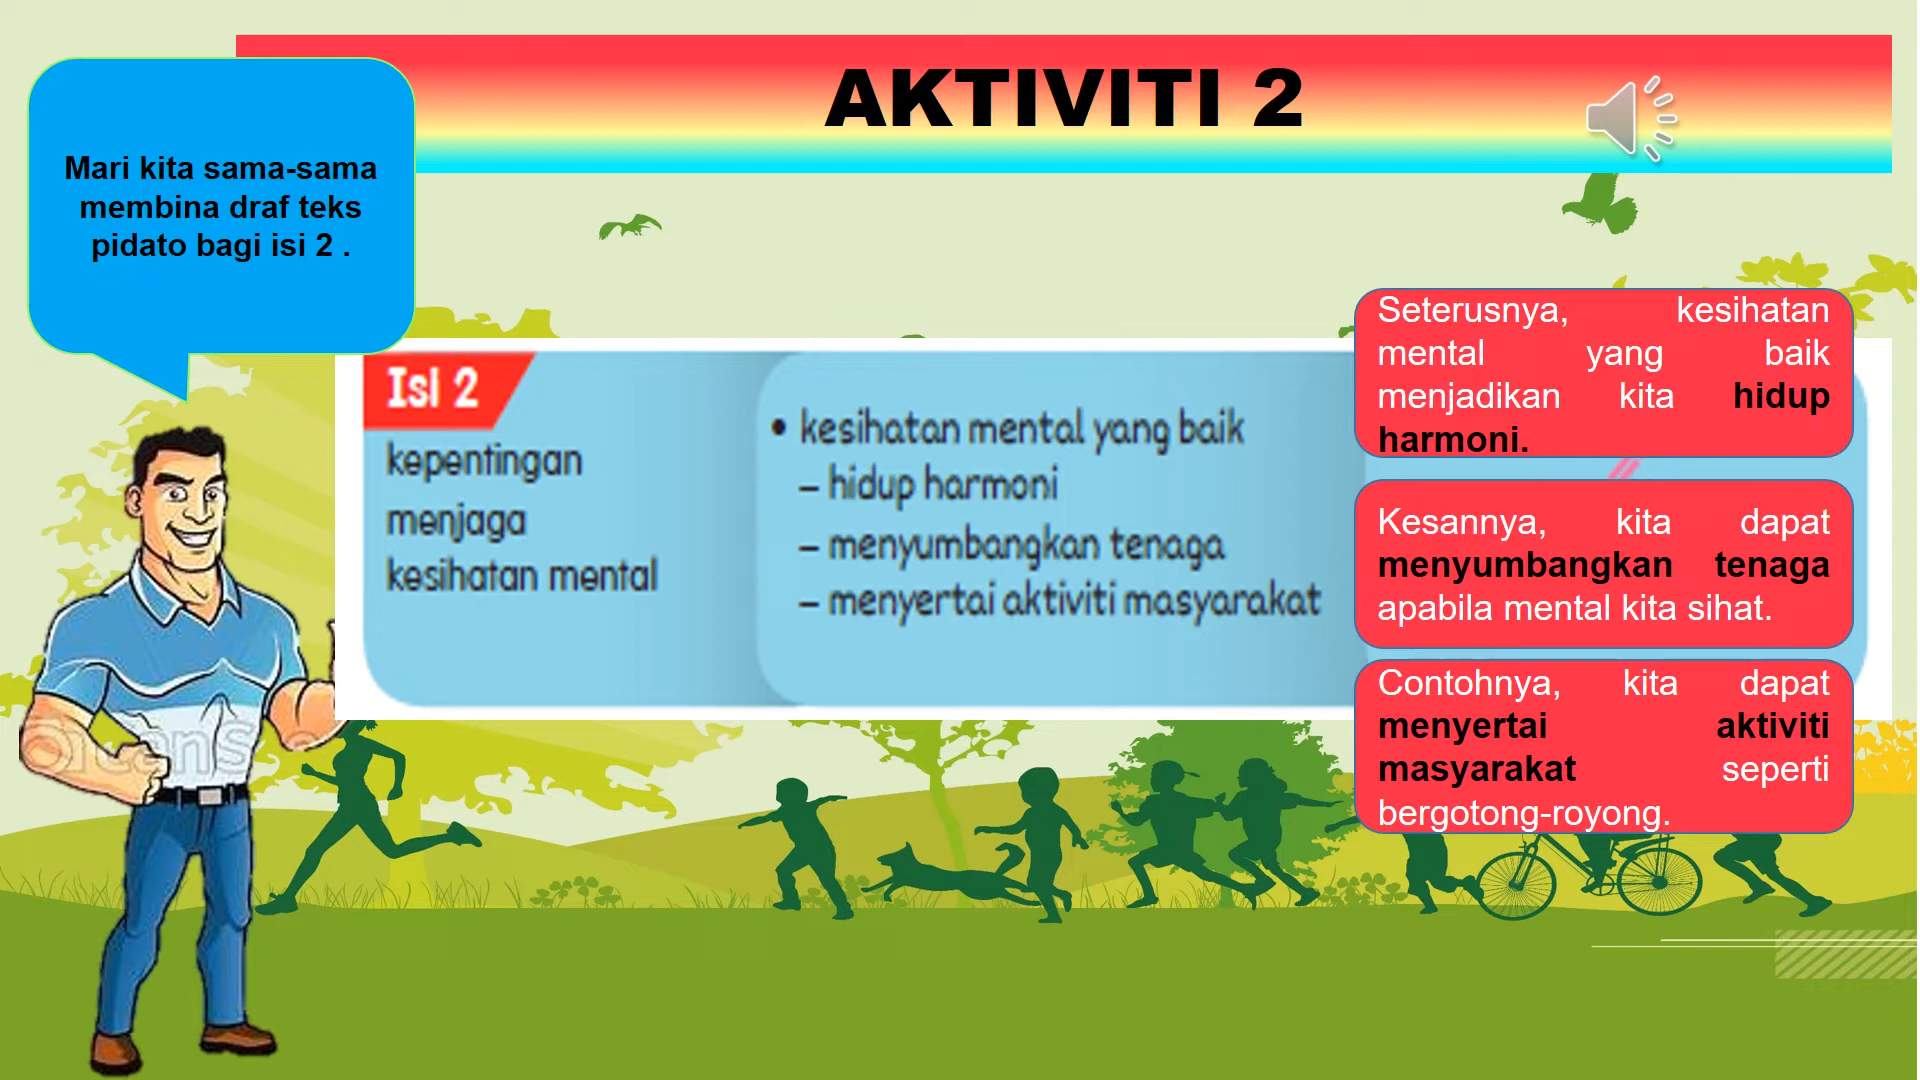 AKTIVITI 2
Mari kita sama-sama
membina draf teks
pidato bagi isi 2 .
Isi 2
kepentingan
menjaga
kesihatan mental
• kesihatan mental yang baik
– hidup harmoni
– menyumbangkan tenaga
– menyertai aktiviti masyarakat
Seterusnya, kesihatan
mental yang baik
menjadikan kita hidup
harmoni.
Kesannya, kita dapat
menyumbangkan tenaga
apabila mental kita sihat.
Contohnya, kita dapat
menyertai aktiviti
masyarakat seperti
bergotong-royong.